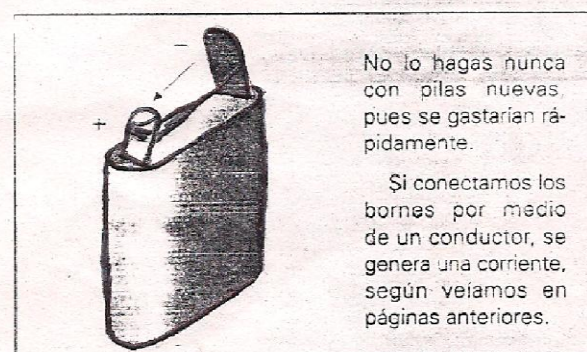 −
+
No lo hagas nunca
con pilas nuevas,
pues se gastarían rá-
pidamente.
Si conectamos los
bornes por medio
de un conductor, se
genera una corriente,
según veíamos en
páginas anteriores.